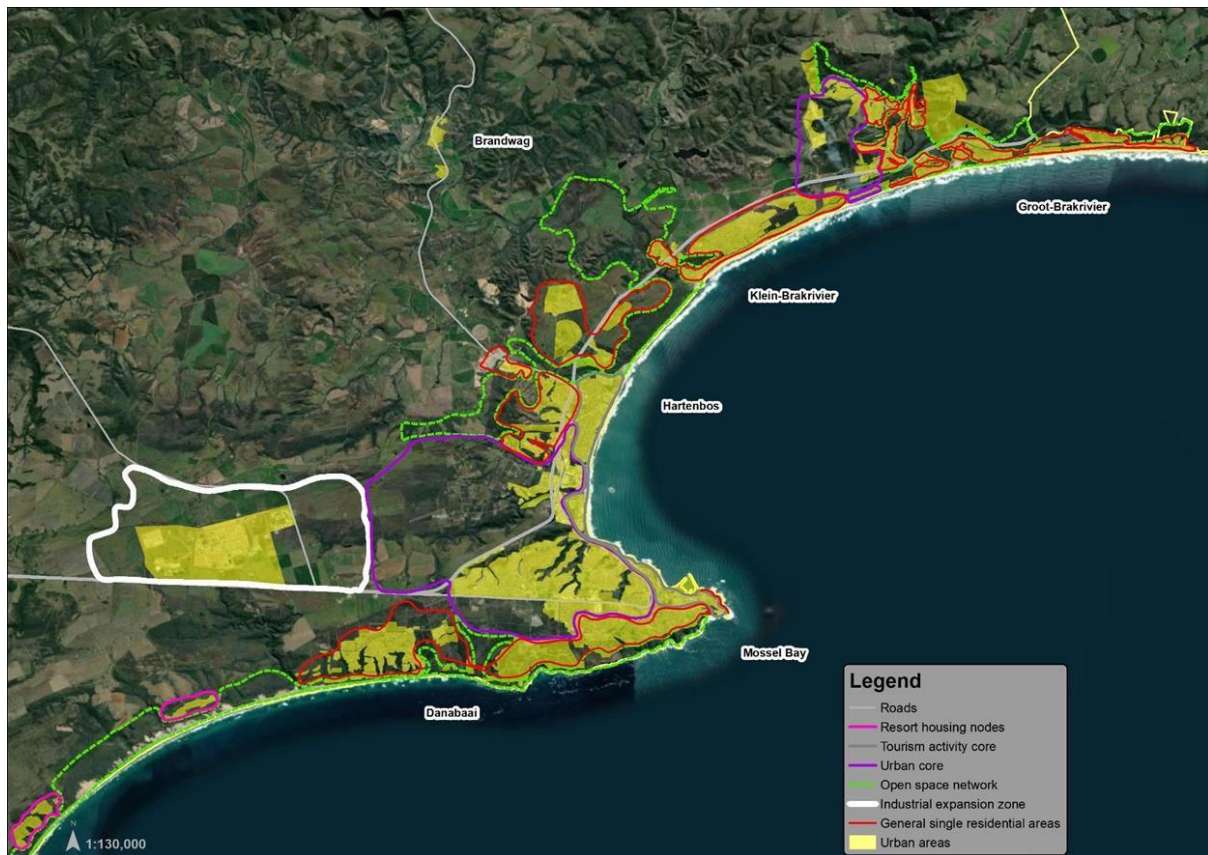 Brandwag
Groot-Brakrivier
Klein-Brakrivier
Hartenbos
Mossel Bay
Danabaai
Legend
Roads
Resort housing nodes
Tourism activity core
Urban core
Open space network
Industrial expansion zone
General single residential areas
Urban areas
N
1:130,000